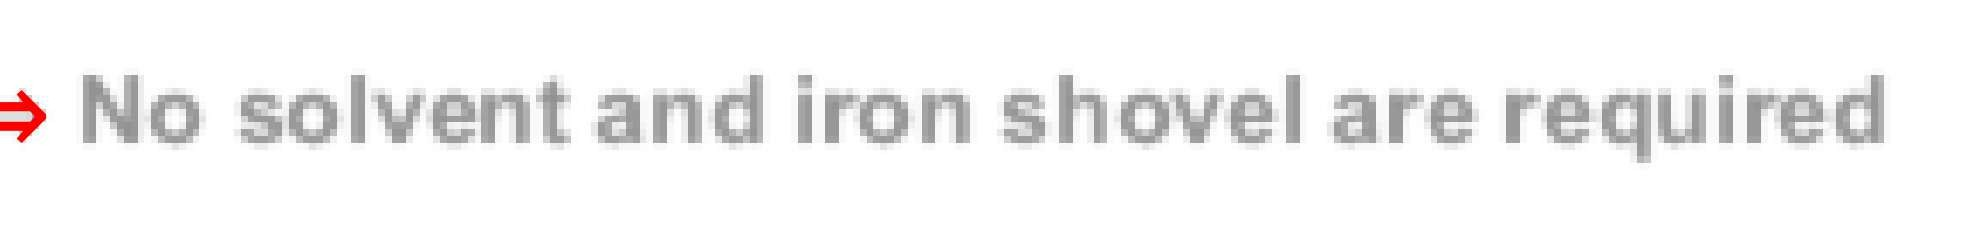 ⇒ No solvent and iron shovel are required